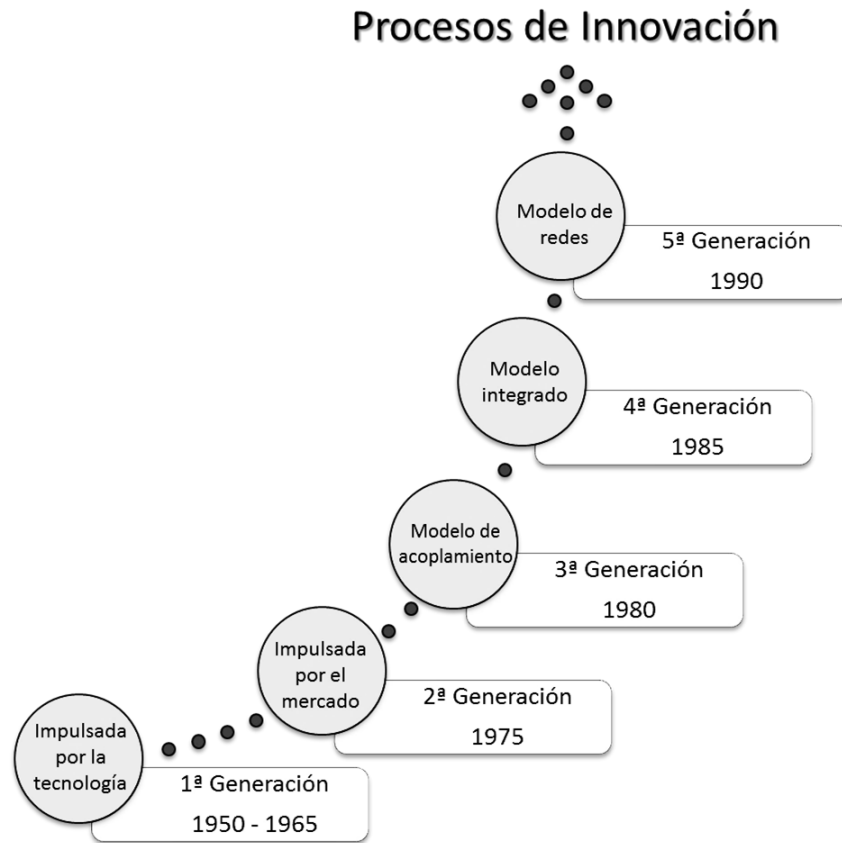 Procesos de Innovación
Modelo de
redes
5ª Generación
1990
Modelo
integrado
4ª Generación
1985
Modelo de
acoplamiento
3ª Generación
1980
Impulsada
por el
mercado
2ª Generación
1975
Impulsada
por la
tecnología
1ª Generación
1950 - 1965